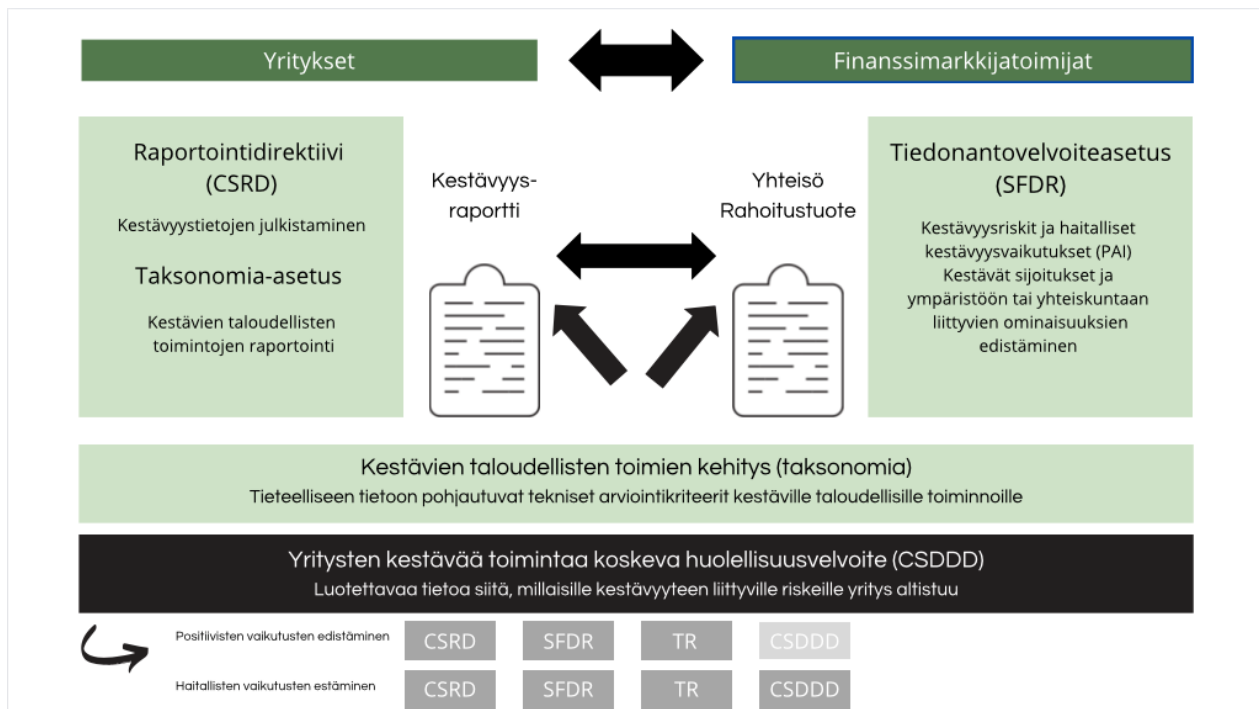 Yritykset
Finanssimarkkijatoimijat
Raportointidirektiivi
(CSRD)
Kestävyystietojen julkistaminen
Taksonomia-asetus
Kestävien taloudellisten
toimintojen raportointi
Kestävyys-
raportti
Yhteisö
Rahoitustuote
Tiedonantovelvoiteasetus
(SFDR)
Kestävyysriskit ja haitalliset
kestävyysvaikutukset (PAI)
Kestävät sijoitukset ja
ympäristöön tai yhteiskuntaan
liittyvien ominaisuuksien
edistäminen
Kestävien taloudellisten toimien kehitys (taksonomia)
Tieteelliseen tietoon pohjautuvat tekniset arviointikriteerit kestäville taloudellisille toiminnoille
Yritysten kestävää toimintaa koskeva huolellisuusvelvoite (CSDDD)
Luotettavaa tietoa siitä, millaisille kestävyyteen liittyville riskeille yritys altistuu
Positiivisten vaikutusten edistäminen CSRD SFDR TR CSDDD
Haitallisten vaikutusten estäminen CSRD SFDR TR CSDDD